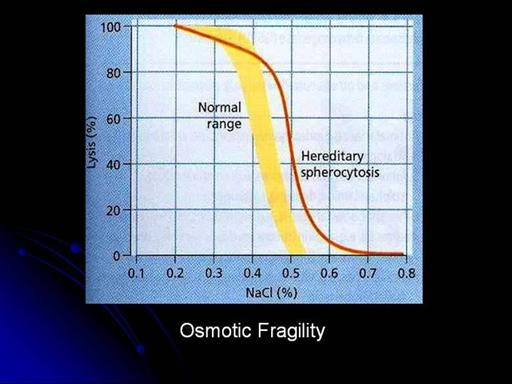 100
80
60
40
20
0
Lysis (%)
Normal
range
Hereditary
spherocytosis
0.1 0.2 0.3 0.4 0.5 0.6 0.7 0.8
NaCl (%)
Osmotic Fragility